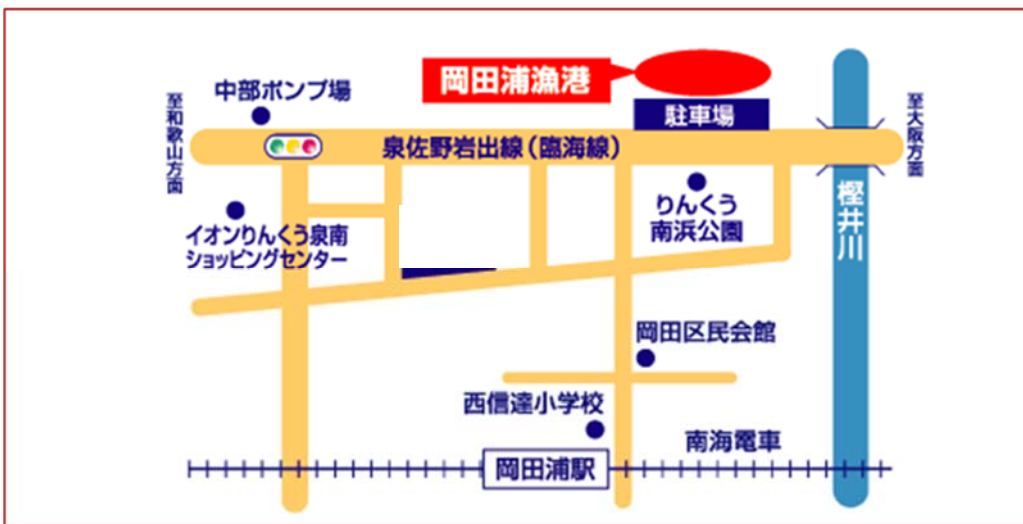 岡田浦漁港
中部ポンプ場
至和歌山方面
駐車場
至大阪方面
泉佐野岩出線(臨海線)
樫井川
りんくう
南浜公園
イオンりんくう泉南
ショッピングセンター
岡田区民会館
西信達小学校
南海電車
岡田浦駅